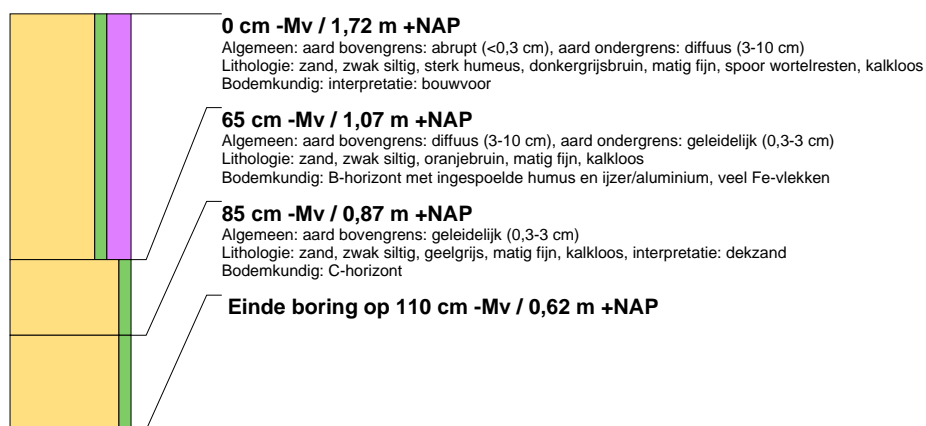 0 cm -Mv / 1,72 m +NAP
Algemeen: aard bovengrens: abrupt (<0,3 cm), aard ondergrens: diffuus (3-10 cm)
Lithologie: zand, zwak siltig, sterk humeus, donkergrijsbruin, matig fijn, spoor wortelresten, kalkloos
Bodemkundig: interpretatie: bouwvoor
65 cm -Mv / 1,07 m +NAP
Algemeen: aard bovengrens: diffuus (3-10 cm), aard ondergrens: geleidelijk (0,3-3 cm)
Lithologie: zand, zwak siltig, oranjebruin, matig fijn, kalkloos
Bodemkundig: B-horizont met ingespoelde humus en ijzer/aluminium, veel Fe-vlekken
85 cm -Mv / 0,87 m +NAP
Algemeen: aard bovengrens: geleidelijk (0,3-3 cm)
Lithologie: zand, zwak siltig, geelgrijs, matig fijn, kalkloos, interpretatie: dekzand
Bodemkundig: C-horizont
Einde boring op 110 cm -Mv / 0,62 m +NAP